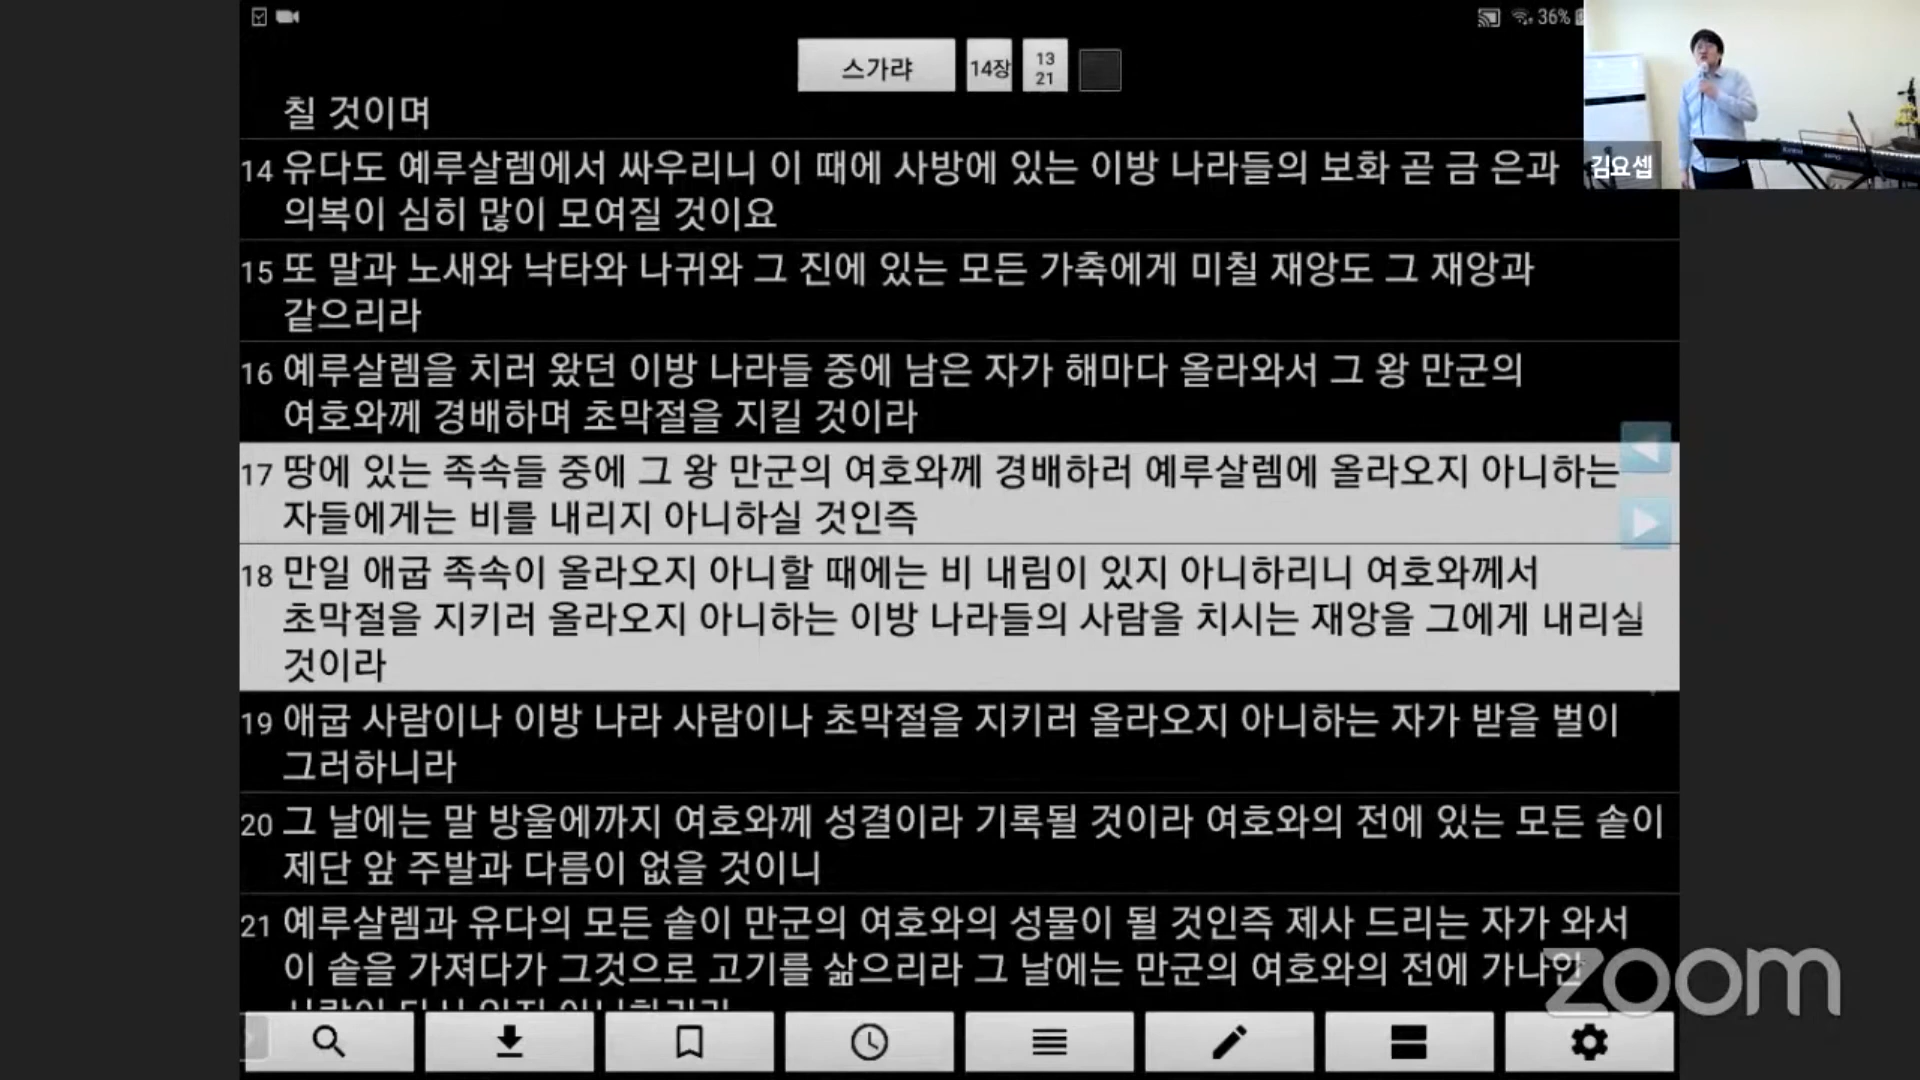 36%
스가랴
14장
13
21
칠 것이며
14 유다도 예루살렘에서 싸우리니 이 때에 사방에 있는 이방 나라들의 보화 곧 금 은과
의복이 심히 많이 모여질 것이요
15 또 말과 노새와 낙타와 나귀와 그 진에 있는 모든 가축에게 미칠 재앙도 그 재앙과
같으리라
16 예루살렘을 치러 왔던 이방 나라들 중에 남은 자가 해마다 올라와서 그 왕 만군의
여호와께 경배하며 초막절을 지킬 것이라
17 땅에 있는 족속들 중에 그 왕 만군의 여호와께 경배하러 예루살렘에 올라오지 아니하는
자들에게는 비를 내리지 아니하실 것인즉
18 만일 애굽 족속이 올라오지 아니할 때에는 비 내림이 있지 아니하리니 여호와께서
초막절을 지키러 올라오지 아니하는 이방 나라들의 사람을 치시는 재앙을 그에게 내리실
것이라
19 애굽 사람이나 이방 나라 사람이나 초막절을 지키러 올라오지 아니하는 자가 받을 벌이
그러하니라
20 그 날에는 말 방울에까지 여호와께 성결이라 기록될 것이라 여호와의 전에 있는 모든 솥이
제단 앞 주발과 다름이 없을 것이니
21 예루살렘과 유다의 모든 솥이 만군의 여호와의 성물이 될 것인즉 제사 드리는 자가 와서
이 솥을 가져다가 그것으로 고기를 삶으리라 그 날에는 만군의 여호와의 전에 가나안
김요셉
zoom